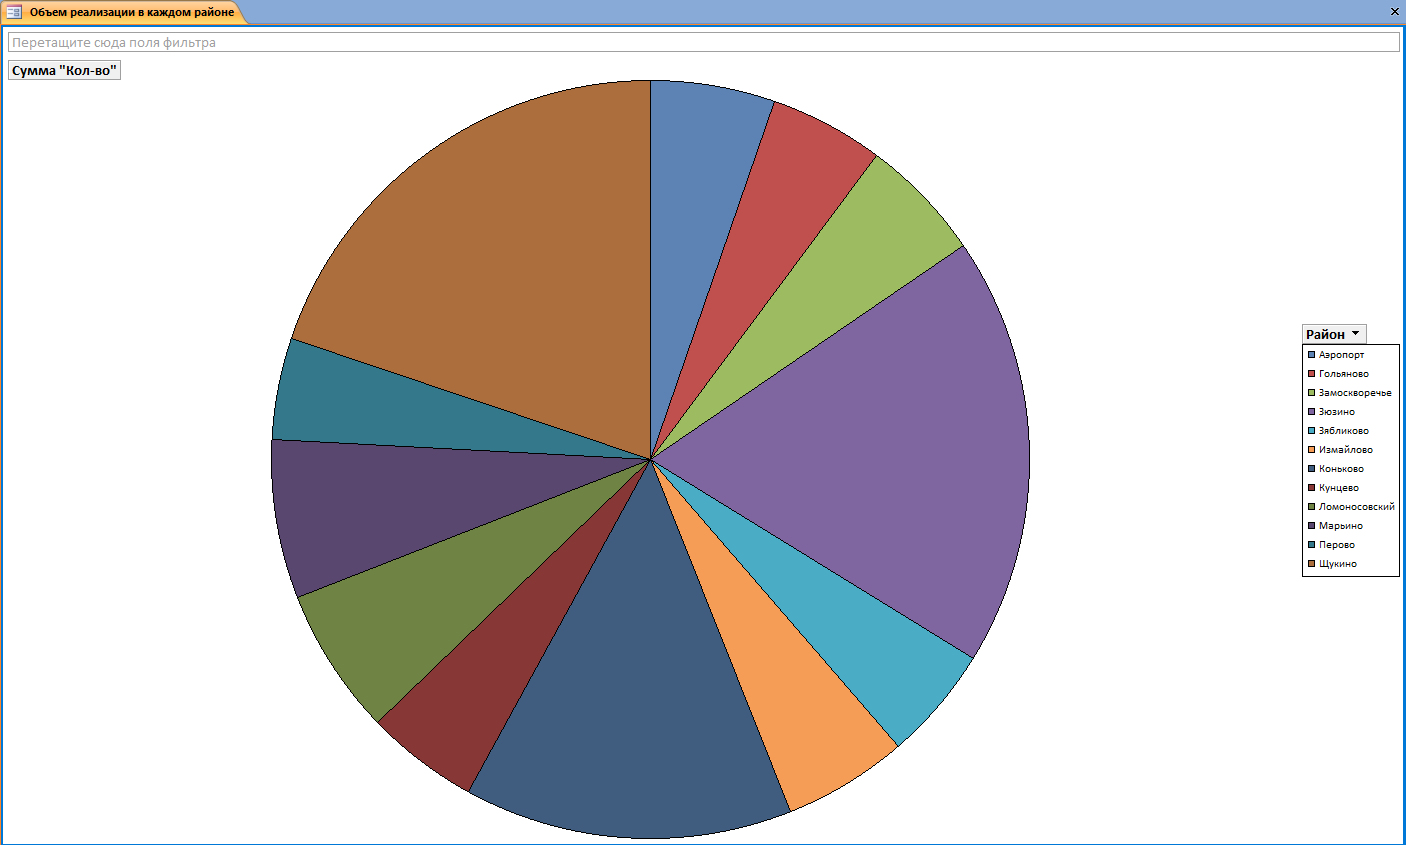 Объем реализации в каждом районе
Перетащите сюда поля фильтра
Сумма "Кол-во"
Район
Аэропорт
Гольяново
Замоскворечье
Зюзино
Зябликово
Измайлово
Коньково
Кунцево
Ломоносовский
Марьино
Перово
Щукино